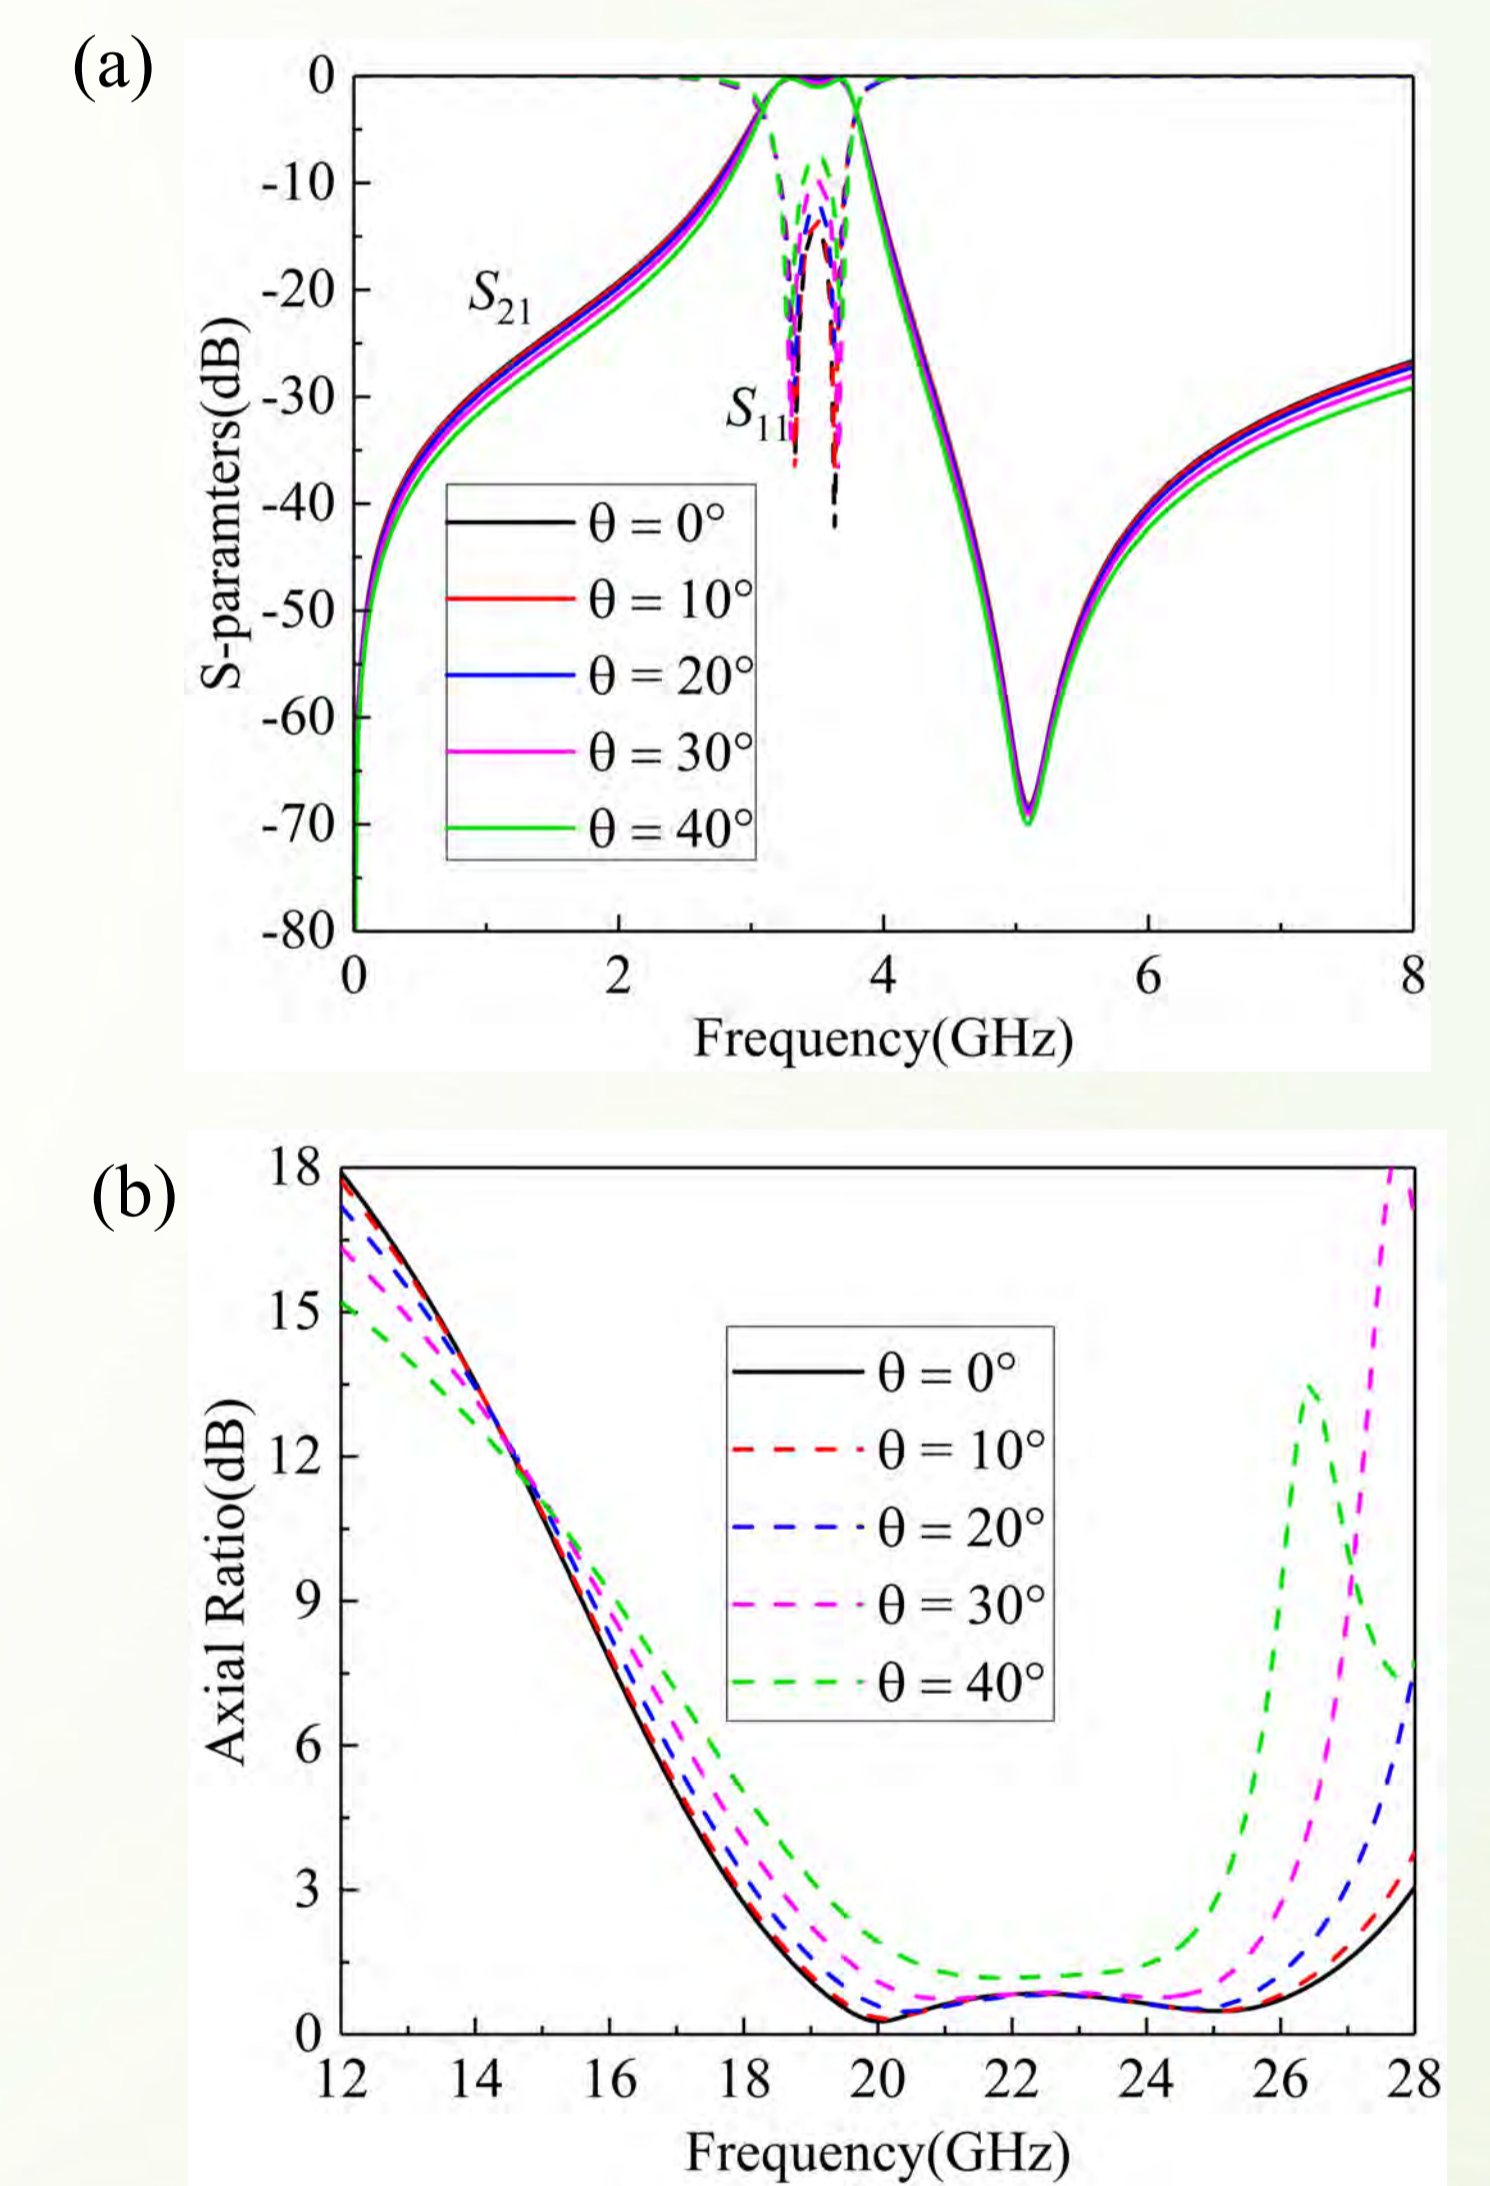 (a)
0
-10
-20
-30
-40
-50
-60
-70
-80
S-paramters(dB)
S21
S11
θ = 0°
θ = 10°
θ = 20°
θ = 30°
θ = 40°
0 2 4 6 8
Frequency(GHz)
(b)
18
15
12
9
6
3
0
Axial Ratio(dB)
θ = 0°
θ = 10°
θ = 20°
θ = 30°
θ = 40°
12 14 16 18 20 22 24 26 28
Frequency(GHz)